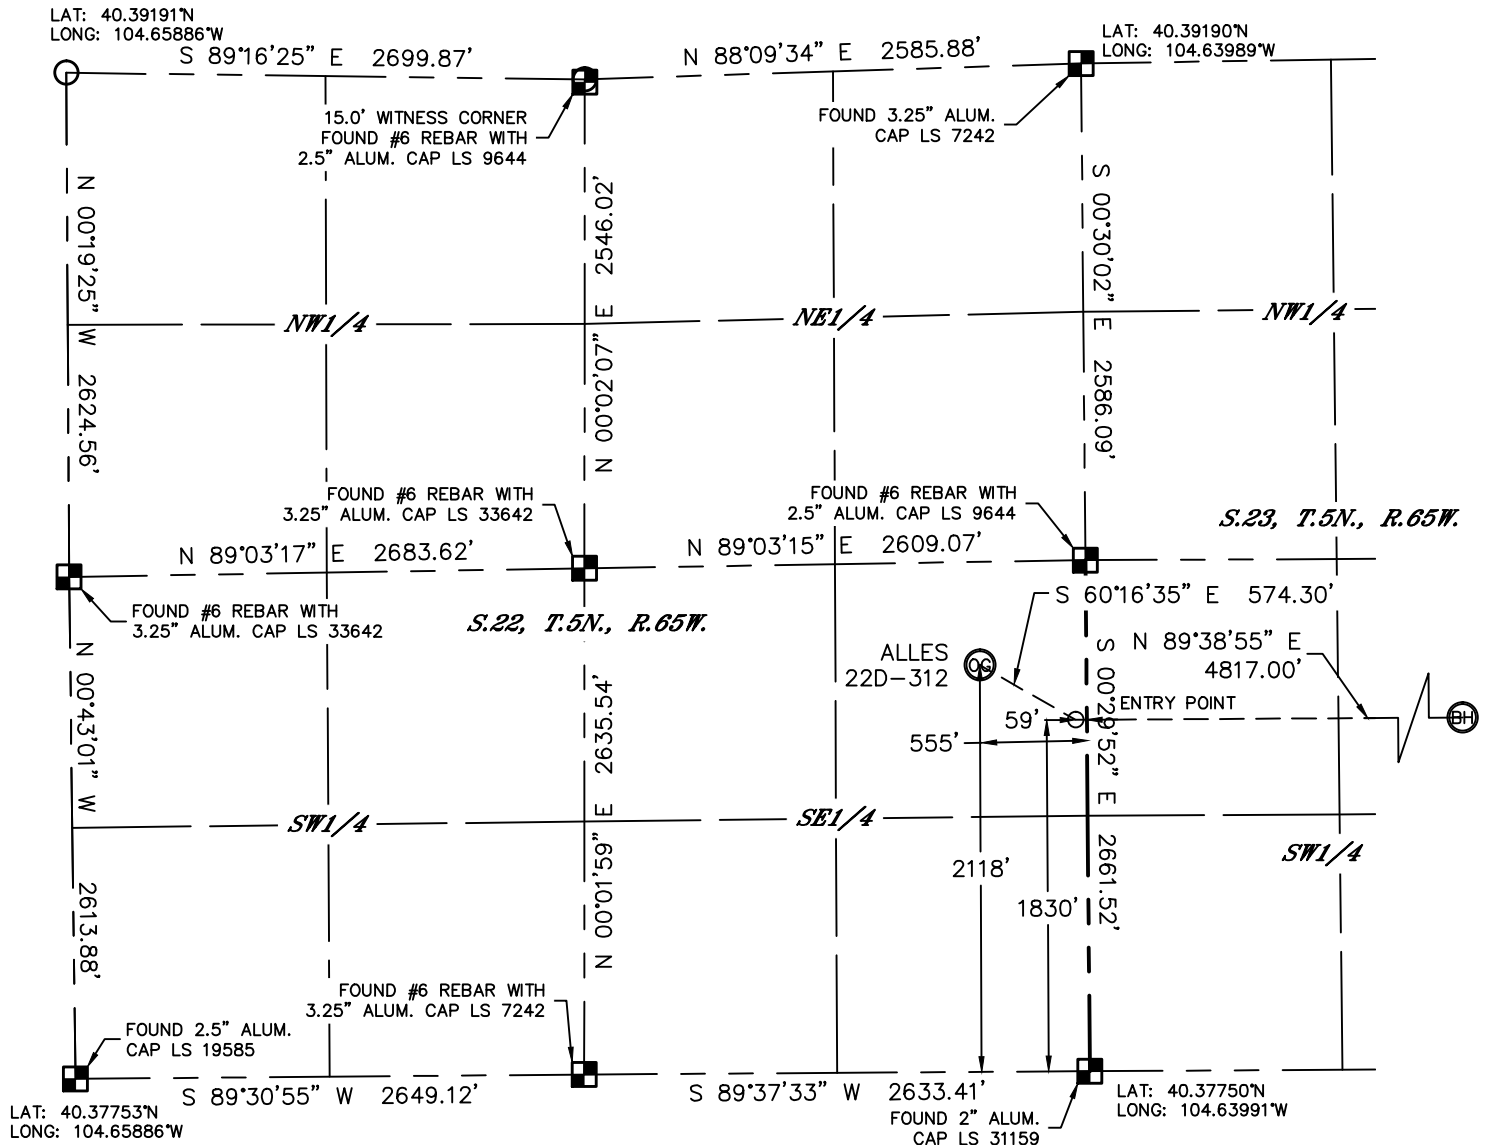 LAT: 40.39191°N
LONG: 104.65886°W
S 89°16'25" E 2699.87'
N 88°09'34" E 2585.88'
LAT: 40.39190°N
LONG: 104.63989°W
15.0' WITNESS CORNER
FOUND #6 REBAR WITH
2.5" ALUM. CAP LS 9644
FOUND 3.25" ALUM.
CAP LS 7242
N 00°19'25" W 2624.56'
N 00°02'07" E 2546.02'
S 00°30'02" E 2586.09'
NW1/4
NE1/4
NW1/4
FOUND #6 REBAR WITH
3.25" ALUM. CAP LS 33642
FOUND #6 REBAR WITH
2.5" ALUM. CAP LS 9644
S.23, T.5N., R.65W.
N 89°03'17" E 2683.62'
N 89°03'15" E 2609.07'
FOUND #6 REBAR WITH
3.25" ALUM. CAP LS 33642
S.22, T.5N., R.65W.
S 60°16'35" E 574.30'
N 89°38'55" E
4817.00'
ALLES
22D-312
OG
ENTRY POINT
59'
555'
BH
N 00°43'01" W 2613.88'
N 00°01'59" E 2635.54'
S 00°29'52" E 2661.52'
SW1/4
SE1/4
SW1/4
2118'
1830'
FOUND #6 REBAR WITH
3.25" ALUM. CAP LS 7242
FOUND 2.5" ALUM.
CAP LS 19585
S 89°30'55" W 2649.12'
S 89°37'33" W 2633.41'
LAT: 40.37753°N
LONG: 104.65886°W
FOUND 2" ALUM.
CAP LS 31159
LAT: 40.37750°N
LONG: 104.63991°W